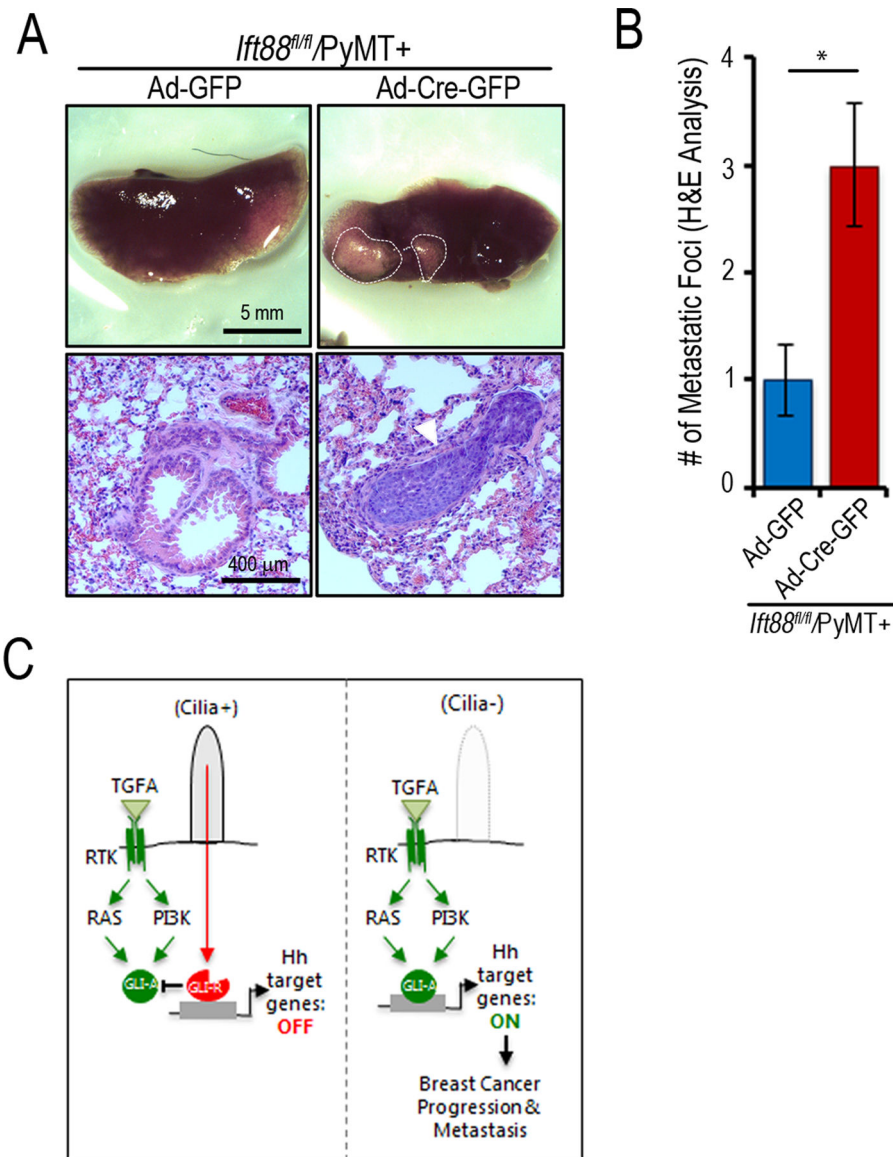 A
Ift88fl/fl/PyMT+
Ad-GFP
Ad-Cre-GFP
5 mm
400 µm
B
# of Metastatic Foci (H&E Analysis)
4
3
2
1
0
*
Ad-GFP
Ad-Cre-GFP
Ift88fl/fl/PyMT+
C
(Cilia+)
TGFA
RTK
RAS
PI3K
GLI-A
GLI-R
Hh
target
genes:
OFF
(Cilia-)
TGFA
RTK
RAS
PI3K
GLI-A
Hh
target
genes:
ON
Breast Cancer
Progression &
Metastasis